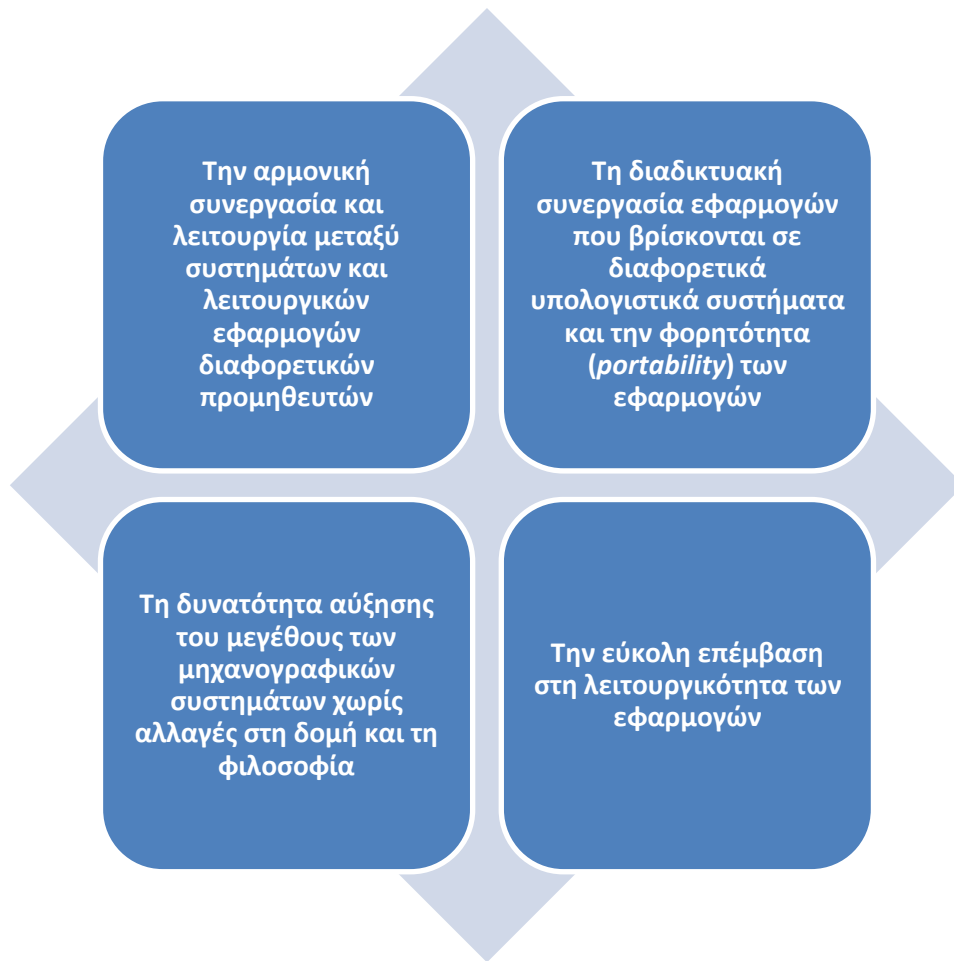 Την αρμονική
συνεργασία και
λειτουργία μεταξύ
συστημάτων και
λειτουργικών
εφαρμογών
διαφορετικών
προμηθευτών
Τη διαδικτυακή
συνεργασία εφαρμογών
που βρίσκονται σε
διαφορετικά
υπολογιστικά συστήματα
και την φορητότητα
(portability) των
εφαρμογών
Τη δυνατότητα αύξησης
του μεγέθους των
μηχανογραφικών
συστημάτων χωρίς
αλλαγές στη δομή και τη
φιλοσοφία
Την εύκολη επέμβαση
στη λειτουργικότητα των
εφαρμογών